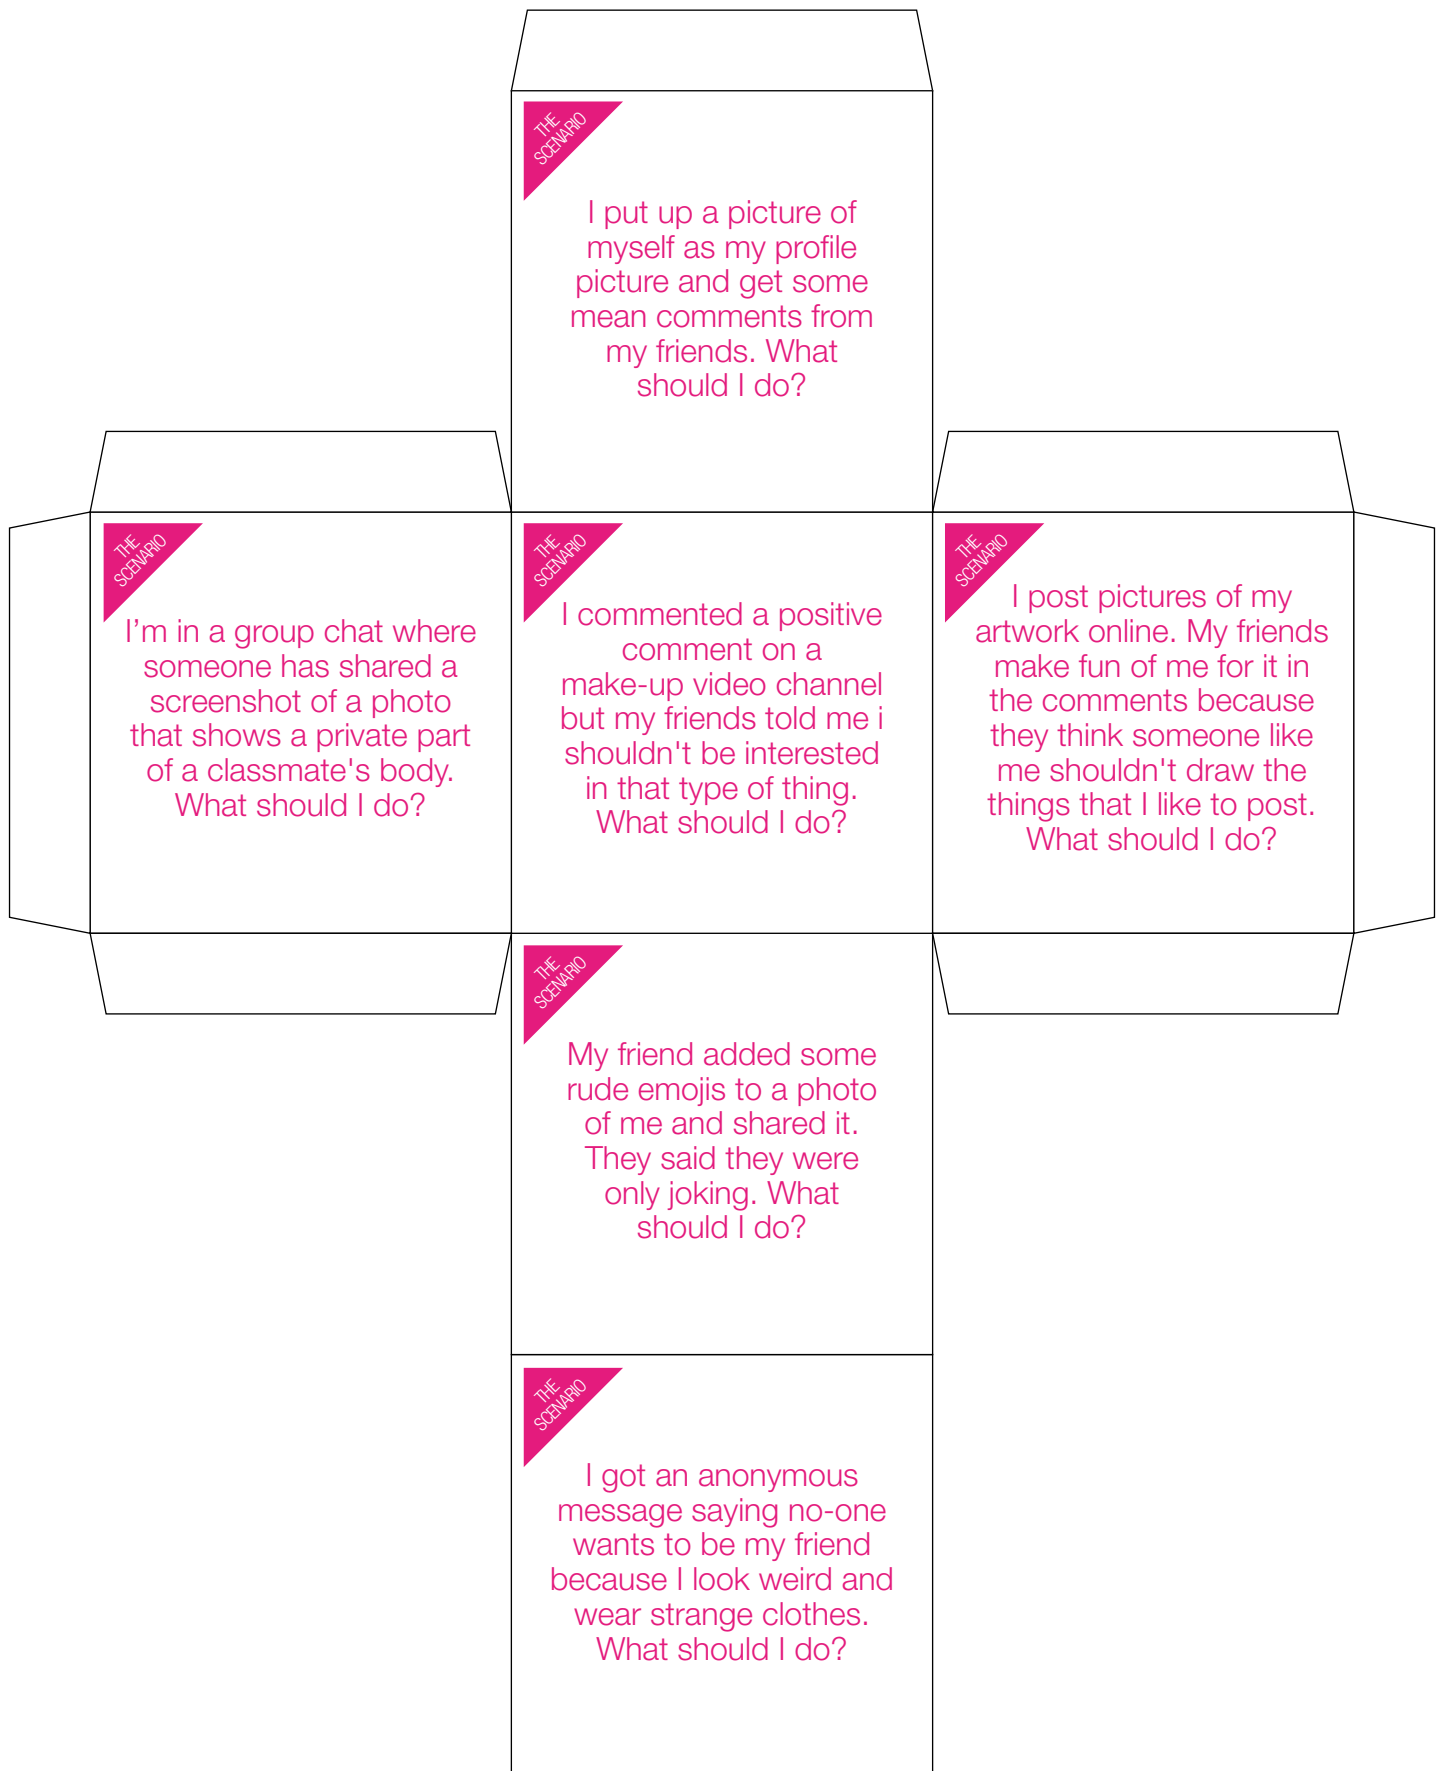 THE
SCENARIO
I put up a picture of
myself as my profile
picture and get some
mean comments from
my friends. What
should I do?
THE
SCENARIO
I’m in a group chat where
someone has shared a
screenshot of a photo
that shows a private part
of a classmate's body.
What should I do?
THE
SCENARIO
I commented a positive
comment on a
make-up video channel
but my friends told me i
shouldn't be interested
in that type of thing.
What should I do?
THE
SCENARIO
I post pictures of my
artwork online. My friends
make fun of me for it in
the comments because
they think someone like
me shouldn't draw the
things that I like to post.
What should I do?
THE
SCENARIO
My friend added some
rude emojis to a photo
of me and shared it.
They said they were
only joking. What
should I do?
THE
SCENARIO
I got an anonymous
message saying no-one
wants to be my friend
because I look weird and
wear strange clothes.
What should I do?